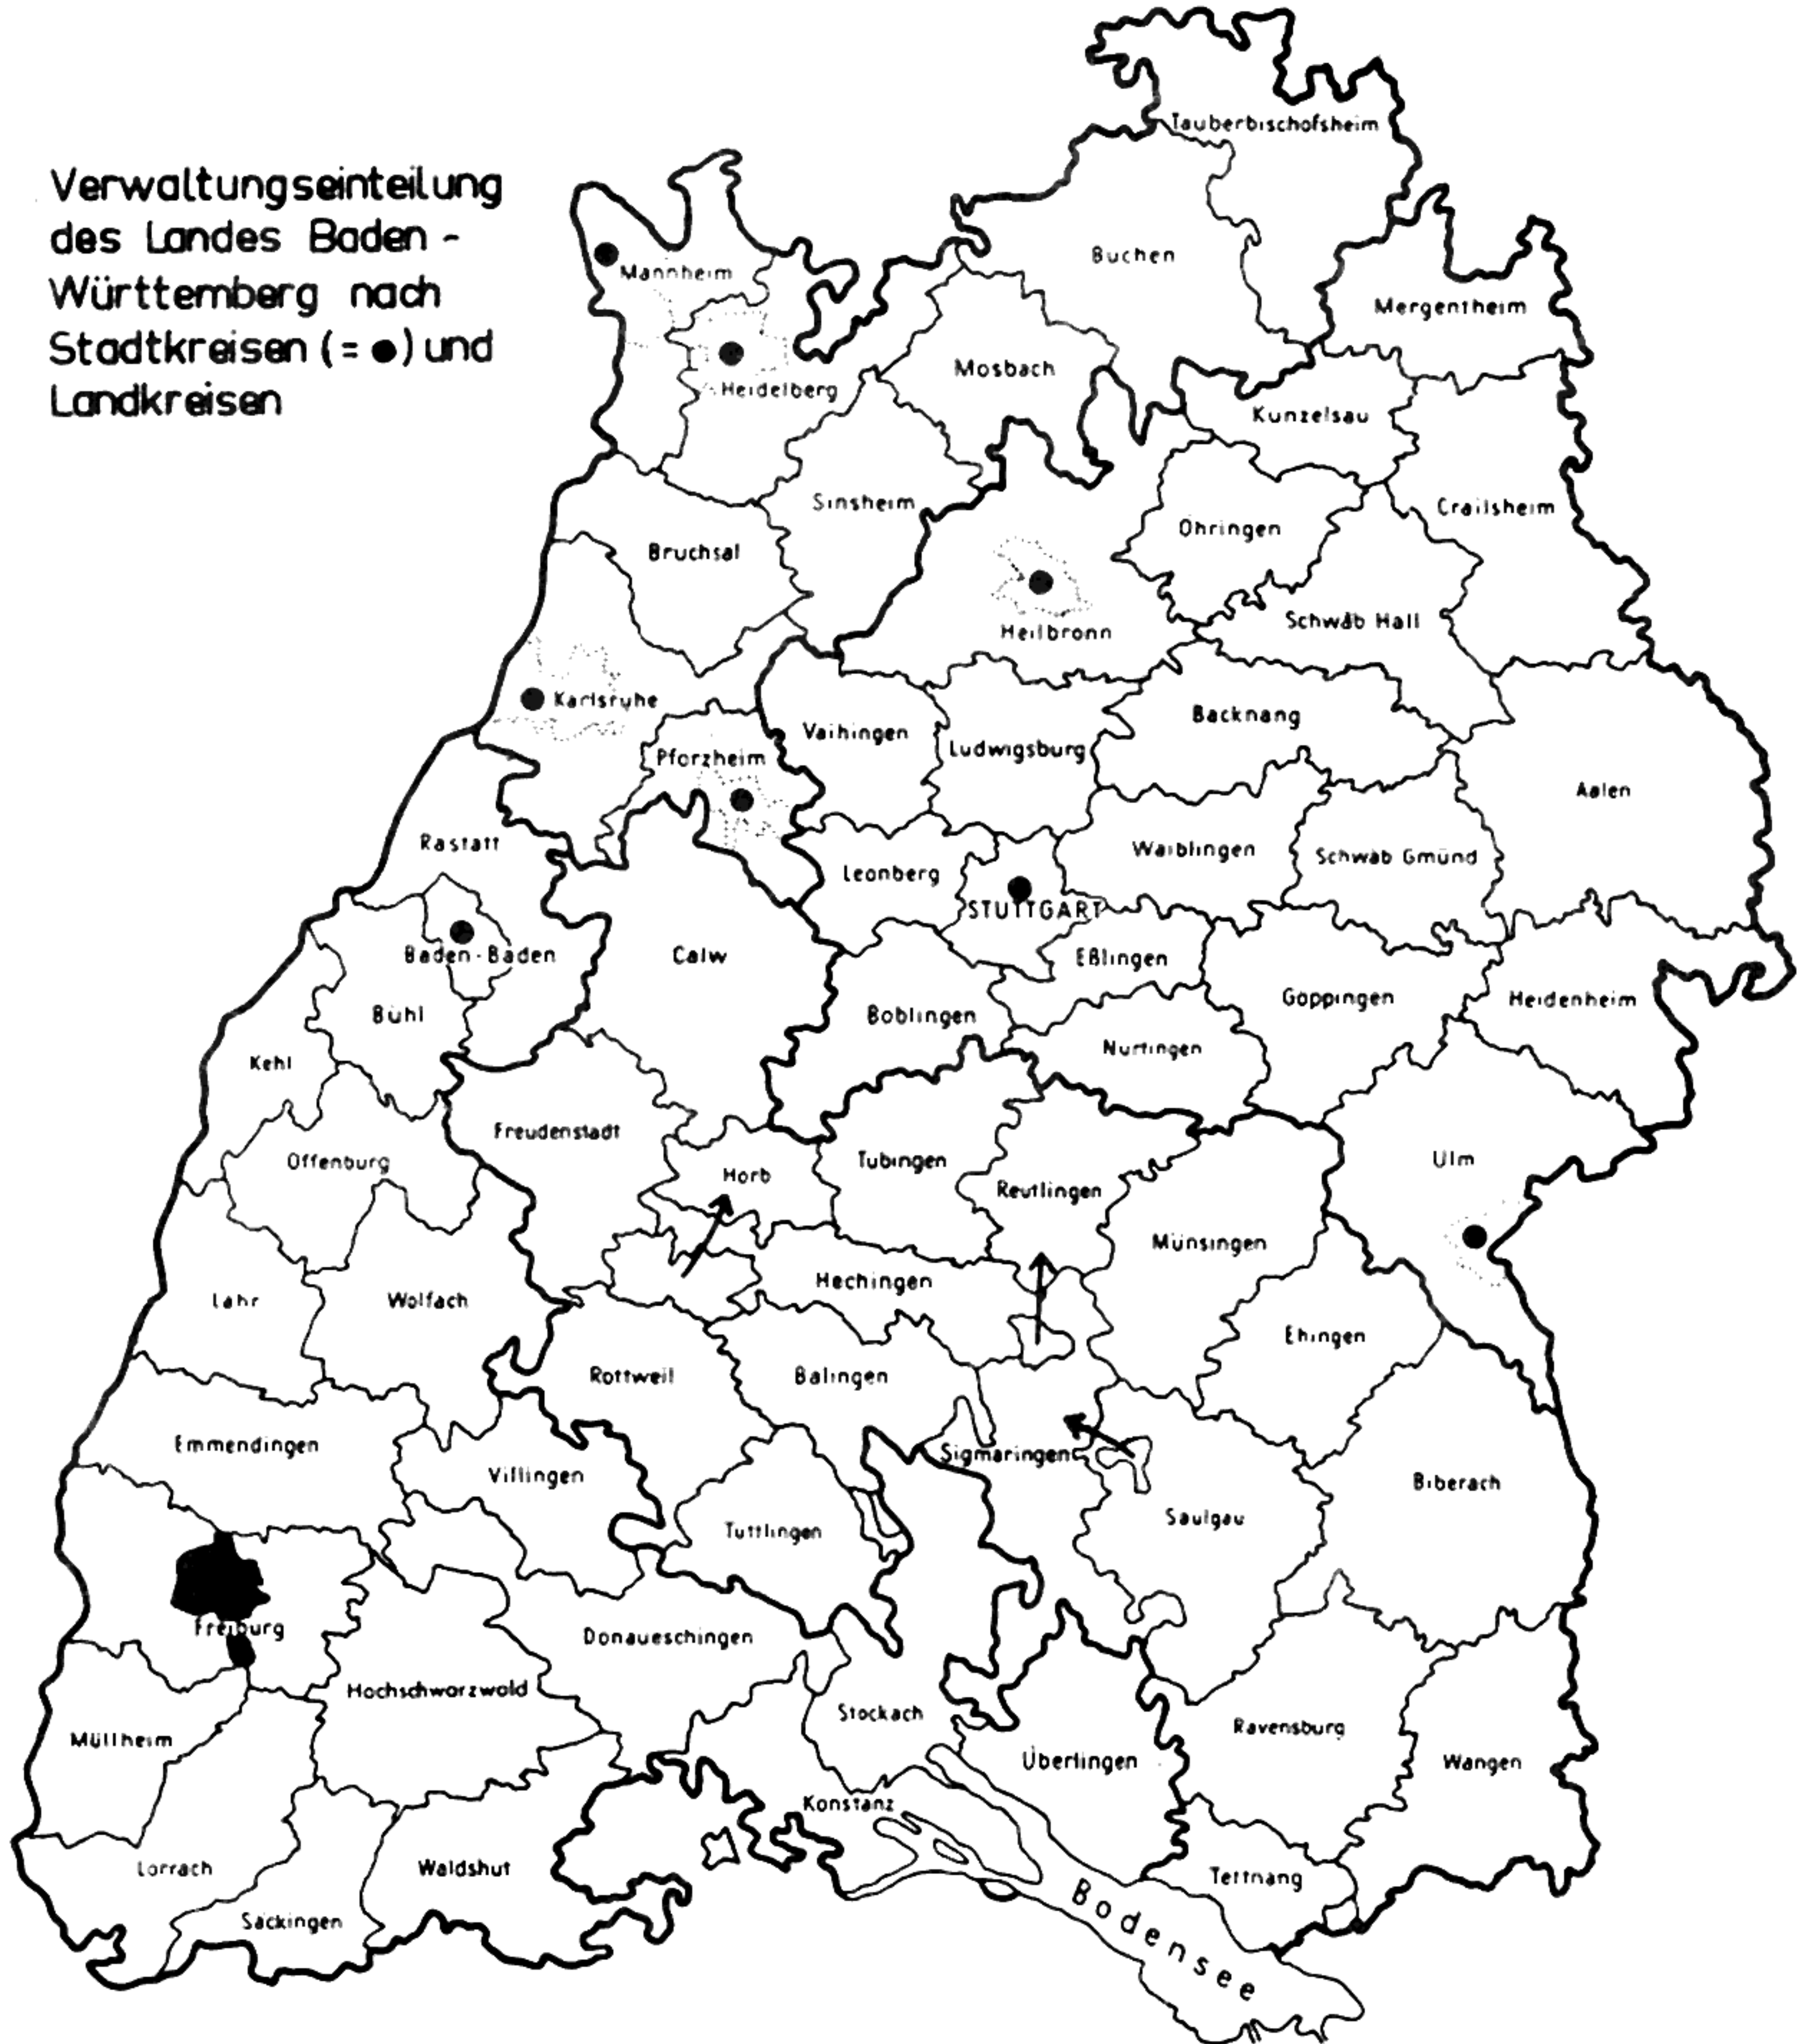 Verwaltungseinteilung
des Landes Baden -
Württemberg nach
Stadtkreisen (= ●) und
Landkreisen
Tauberbischofsheim
Buchen
Mannheim
Mergentheim
Mosbach
Heidelberg
Kunzelsau
Sinsheim
Crailsheim
Ohringen
Bruchsal
Schwäb Hall
Heilbronn
Karlsruhe
Backnang
Vaihingen
Ludwigsburg
Pforzheim
Aalen
Rastatt
Waiblingen
Schwäb Gmünd
Leonberg
STUTTGART
Baden-Baden
Calw
Eßlingen
Göppingen
Heidenheim
Bühl
Boblingen
Nurtingen
Kehl
Freudenstadt
Offenburg
Horb
Tubingen
Ulm
Reutlingen
Münsingen
Hechingen
Lahr
Wolfach
Ehingen
Rottweil
Balingen
Emmendingen
Sigmaringen
Villingen
Biberach
Saulgau
Tuttlingen
Freiburg
Donaueschingen
Hochschwarzwald
Stockach
Ravensburg
Müllheim
Überlingen
Wangen
Konstanz
Lorrach
Waldshut
Tettnang
Säckingen
Bodensee